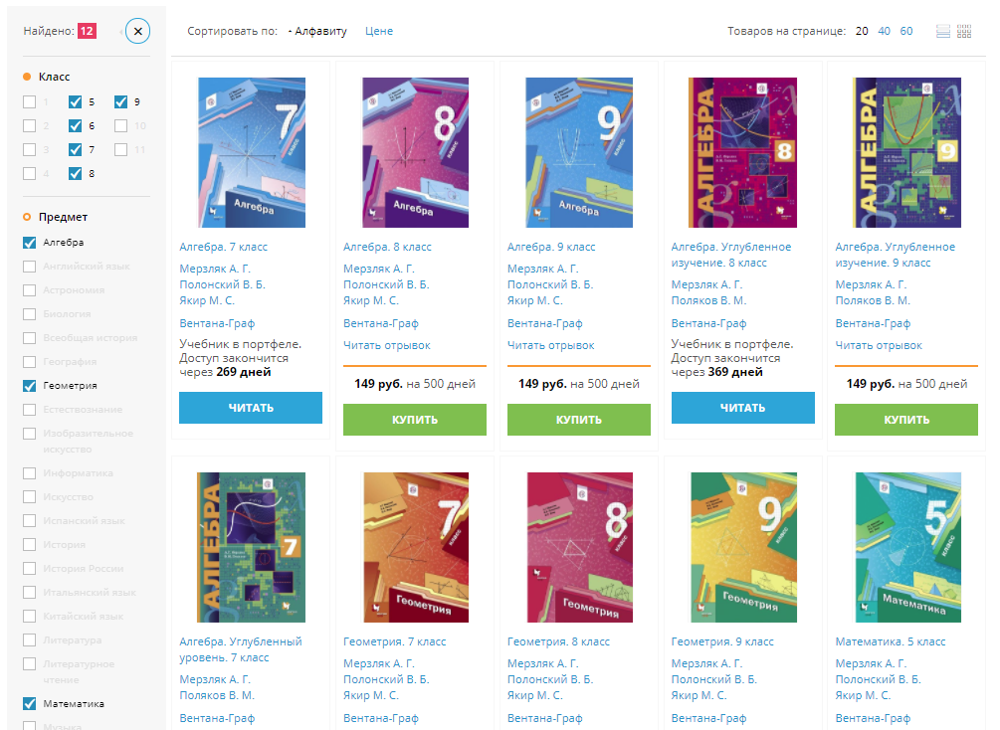 Найдено: 12
Сортировать по: Алфавиту Цене
Товаров на странице: 20 40 60
Класс
1 5 9
2 6 10
3 7 11
4 8
Предмет
Алгебра
Английский язык
Астрономия
Биология
Всеобщая история
География
Геометрия
Естествознание
Изобразительное
искусство
Информатика
Искусство
Испанский язык
История
История России
Итальянский язык
Китайский язык
Литература
Литературное
чтение
Математика
Музыка
7
класс
Алгебра
Алгебра. 7 класс
Мерзляк А. Г.
Полонский В. Б.
Якир М. С.
Вентана-Граф
Учебник в портфеле.
Доступ закончится
через 269 дней
ЧИТАТЬ
8
класс
Алгебра
Алгебра. 8 класс
Мерзляк А. Г.
Полонский В. Б.
Якир М. С.
Вентана-Граф
Читать отрывок
149 руб. на 500 дней
КУПИТЬ
9
класс
Алгебра
Алгебра. 9 класс
Мерзляк А. Г.
Полонский В. Б.
Якир М. С.
Вентана-Граф
Читать отрывок
149 руб. на 500 дней
КУПИТЬ
АЛГЕБРА
8
Алгебра. Углубленное
изучение. 8 класс
Мерзляк А. Г.
Поляков В. М.
Вентана-Граф
Учебник в портфеле.
Доступ закончится
через 369 дней
ЧИТАТЬ
АЛГЕБРА
9
Алгебра. Углубленное
изучение. 9 класс
Мерзляк А. Г.
Поляков В. М.
Вентана-Граф
Читать отрывок
149 руб. на 500 дней
КУПИТЬ
АЛГЕБРА
7
Алгебра. Углубленный
уровень. 7 класс
Мерзляк А. Г.
Поляков В. М.
Вентана-Граф
7
класс
Геометрия
Геометрия. 7 класс
Мерзляк А. Г.
Полонский В. Б.
Якир М. С.
Вентана-Граф
8
класс
Геометрия
Геометрия. 8 класс
Мерзляк А. Г.
Полонский В. Б.
Якир М. С.
Вентана-Граф
9
класс
Геометрия
Геометрия. 9 класс
Мерзляк А. Г.
Полонский В. Б.
Якир М. С.
Вентана-Граф
5
класс
Математика
Математика. 5 класс
Мерзляк А. Г.
Полонский В. Б.
Якир М. С.
Вентана-Граф